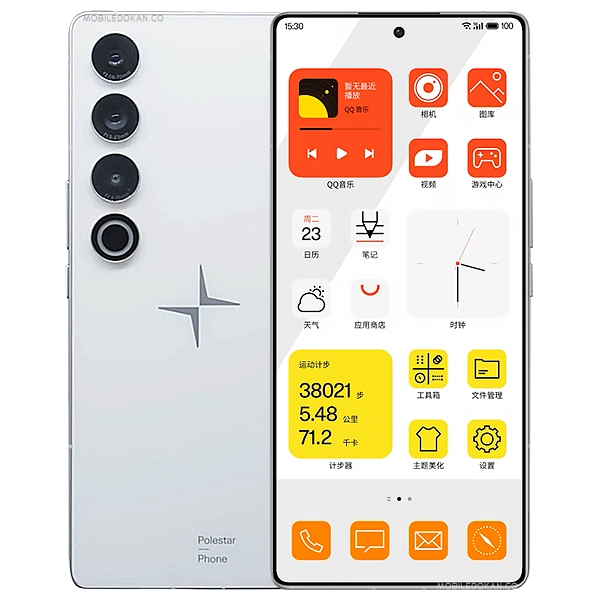 MOBILEDOKAN.CO
15:30
100
暂无最近
播放
QQ音乐
QQ音乐
相机
图库
视频
游戏中心
周二
23
日历
笔记
天气
应用商店
时钟
运动计步
38021 步
5.48 公里
71.2 千卡
计步器
工具箱
文件管理
主题美化
设置
Polestar
Phone
MOBILEDOKAN.CO